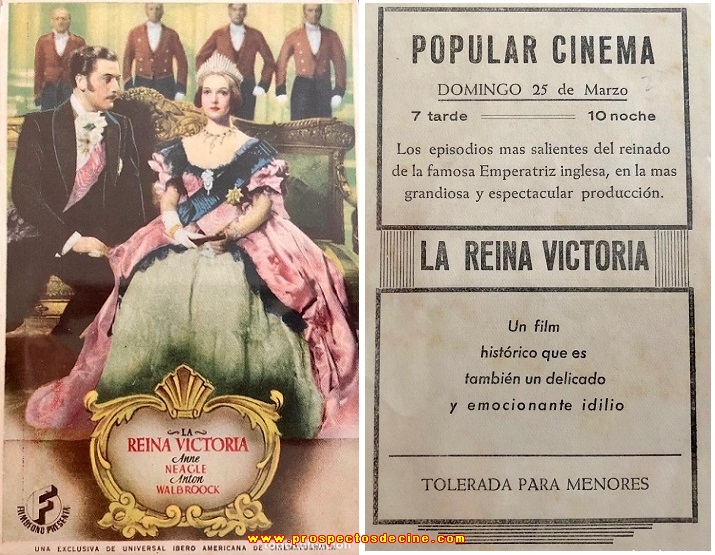 LA
REINA VICTORIA
Anne
NEAGLE
Anton
WALBROOCK
FILMOFONO PRESENTA
UNA EXCLUSIVA DE UNIVERSAL IBERO AMERICANA DE
POPULAR CINEMA
DOMINGO 25 de Marzo
7 tarde 10 noche
Los episodios mas salientes del reinado
de la famosa Emperatriz inglesa, en la mas
grandiosa y espectacular producción.
LA REINA VICTORIA
Un film
histórico que es
también un delicado
y emocionante idilio
TOLERADA PARA MENORES
www.prospectosdecine.com